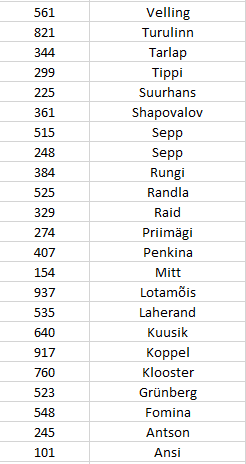 561 Velling
821 Turulinn
344 Tarlap
299 Tippi
225 Suurhans
361 Shapovalov
515 Sepp
248 Sepp
384 Rungi
525 Randla
329 Raid
274 Priimägi
407 Penkina
154 Mitt
937 Lotamõis
535 Laherand
640 Kuusik
917 Koppel
760 Klooster
523 Grünberg
548 Fomina
245 Antson
101 Ansi